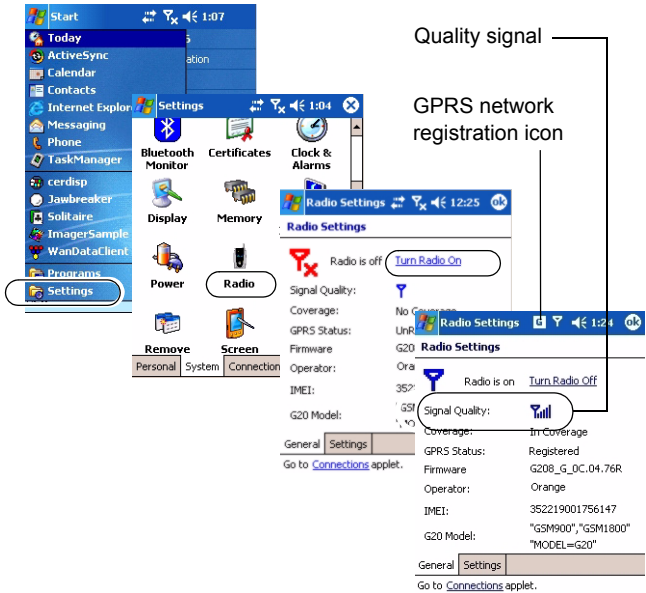 Start 1:07
Today
ActiveSync
ation
Calendar
Contacts
Internet Explor
Messaging
Phone
TaskManager
cerdisp
Jawbreaker
Solitaire
ImagerSample
WanDataClient
Programs
Settings
Settings 1:04
Bluetooth Monitor
Certificates
Clock & Alarms
Display
Memory
Power
Radio
Remove
Screen
Personal System Connection
Radio Settings 12:25 ok
Radio Settings
Radio is off Turn Radio On
Signal Quality:
Coverage: No Coverage
GPRS Status: UnR
Firmware G20
Operator: Ora
IMEI: 352
G20 Model: "GS
General Settings
Go to Connections applet.
Quality signal
GPRS network
registration icon
Radio Settings G 1:24 ok
Radio Settings
Radio is on Turn Radio Off
Signal Quality:
Coverage: In Coverage
GPRS Status: Registered
Firmware G208_G_0C.04.76R
Operator: Orange
IMEI: 352219001756147
G20 Model: "GSM900","GSM1800"
"MODEL=G20"
General Settings
Go to Connections applet.